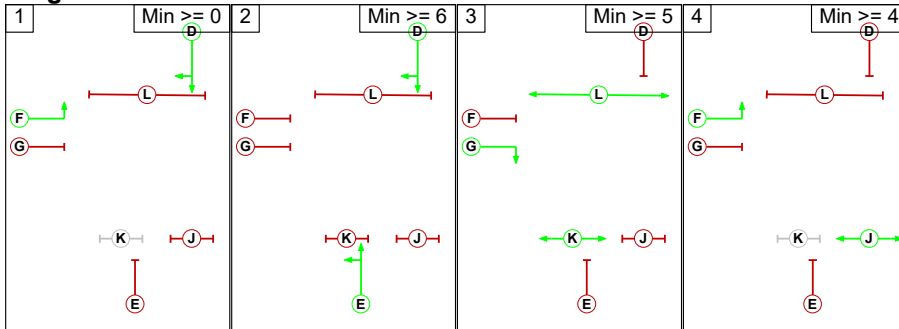 1 Min >= 0 2 Min >= 6 3 Min >= 5 4 Min >= 4
D D D D
L L L L
F F F F
G G G G
K J K J K J K J
E E E E